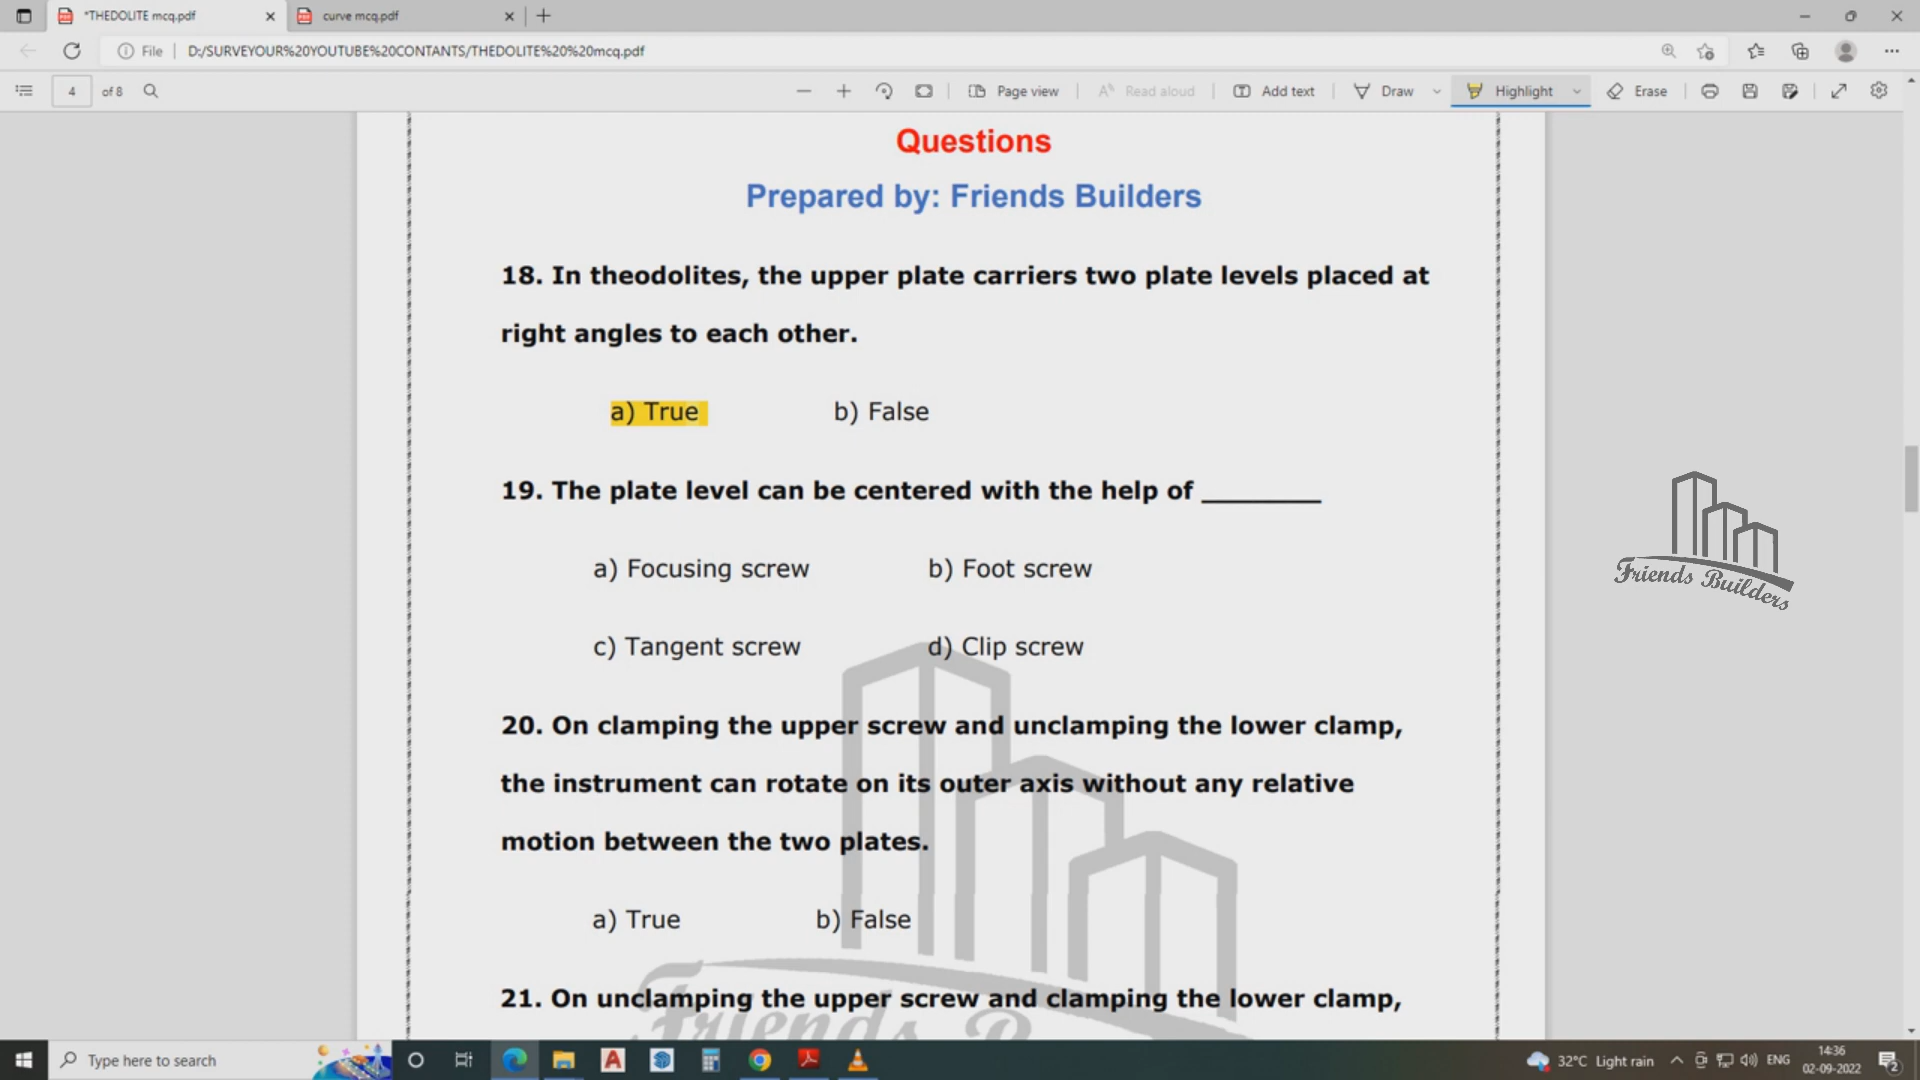 *THEDOLITE mcq.pdf
curve mcq.pdf
File
D:/SURVEYOUR%20YOUTUBE%20CONTANTS/THEDOLITE%20%20mcq.pdf
4 of 8
Page view
Read aloud
Add text
Draw
Highlight
Erase
Questions
Prepared by: Friends Builders
18. In theodolites, the upper plate carriers two plate levels placed at
right angles to each other.
a) True b) False
19. The plate level can be centered with the help of ________
a) Focusing screw b) Foot screw
c) Tangent screw d) Clip screw
20. On clamping the upper screw and unclamping the lower clamp,
the instrument can rotate on its outer axis without any relative
motion between the two plates.
a) True b) False
21. On unclamping the upper screw and clamping the lower clamp,
Friends Builders
Friends B
Type here to search
32°C Light rain
ENG
14:36
02-09-2022
2